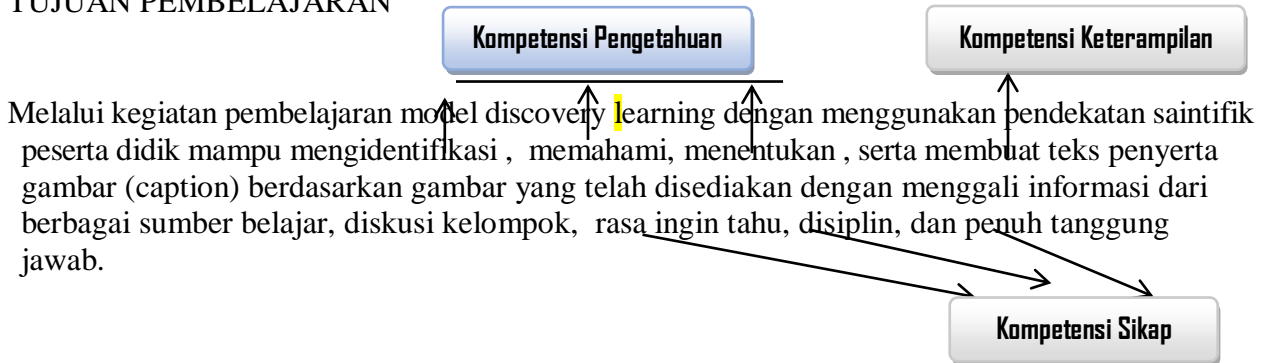 TUJUAN PEMBELAJARAN
Kompetensi Pengetahuan
Kompetensi Keterampilan
Melalui kegiatan pembelajaran model discovery learning dengan menggunakan pendekatan saintifik
peserta didik mampu mengidentifikasi , memahami, menentukan , serta membuat teks penyerta
gambar (caption) berdasarkan gambar yang telah disediakan dengan menggali informasi dari
berbagai sumber belajar, diskusi kelompok, rasa ingin tahu, disiplin, dan penuh tanggung
jawab.
Kompetensi Sikap